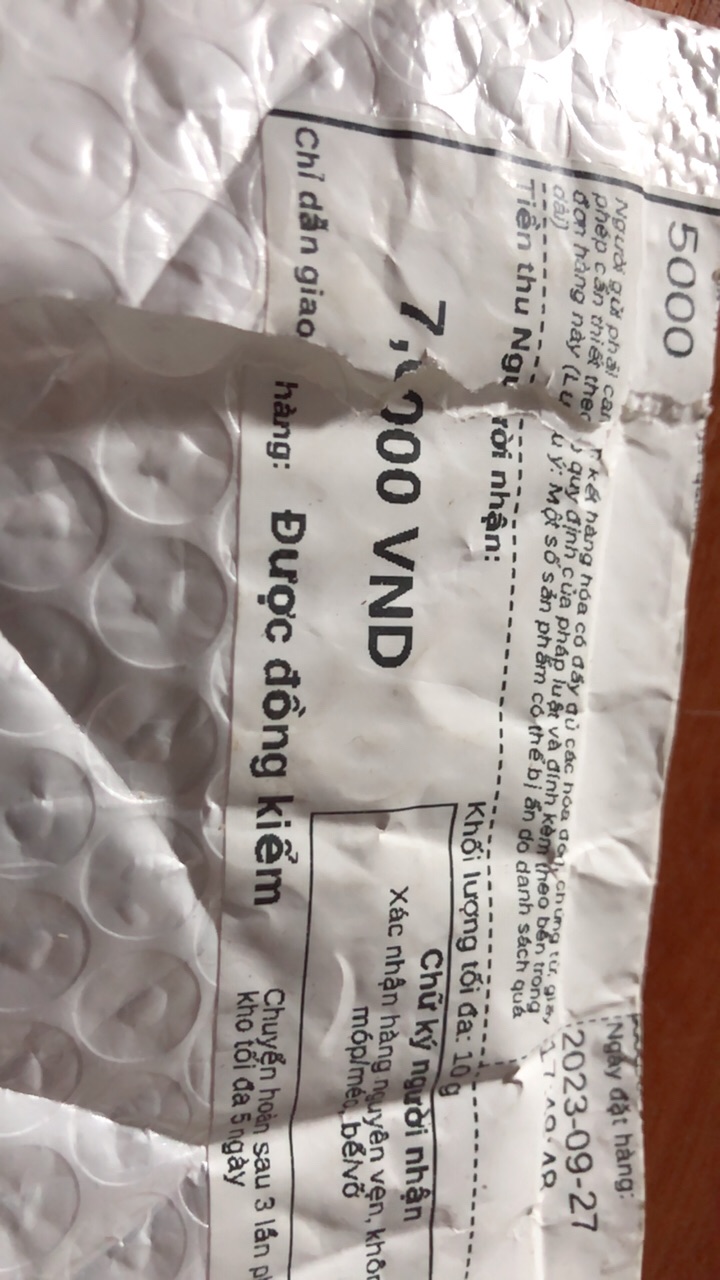 5000
Ngày đặt hàng:
2023-09-27
Người gửi phải cam kết hàng hóa có đầy đủ các hóa đơn, chứng từ, giấy
phép cần thiết theo quy định của pháp luật và đính kèm theo bên trong
đơn hàng này (Lưu ý: Một số sản phẩm có thể bị ẩn do danh sách quá
dài)
Tiền thu Người nhận:
7, 000 VND
Khối lượng tối đa: 10 g
Chữ ký người nhận
Xác nhận hàng nguyên vẹn, không
móp/méo, bể/vỡ
Chỉ dẫn giao hàng: Được đồng kiểm
Chuyển hoàn sau 3 lần
kho tối đa 5 ngày